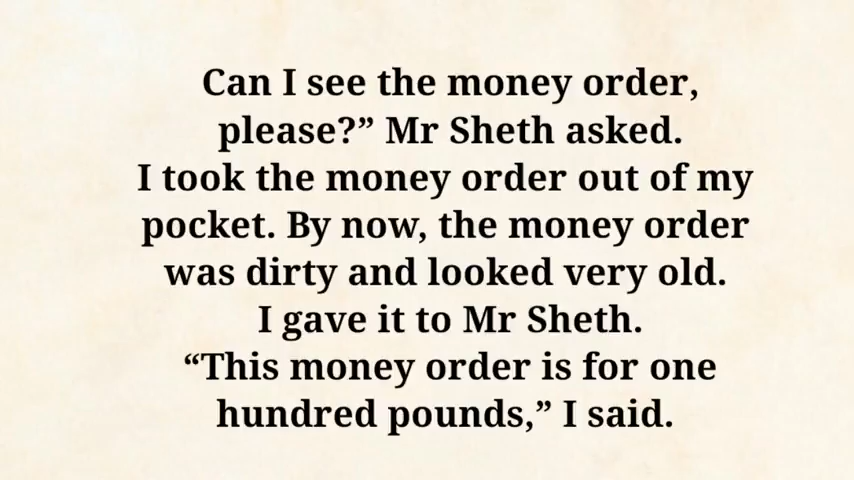 Can I see the money order,
please?” Mr Sheth asked.
I took the money order out of my
pocket. By now, the money order
was dirty and looked very old.
I gave it to Mr Sheth.
“This money order is for one
hundred pounds,” I said.